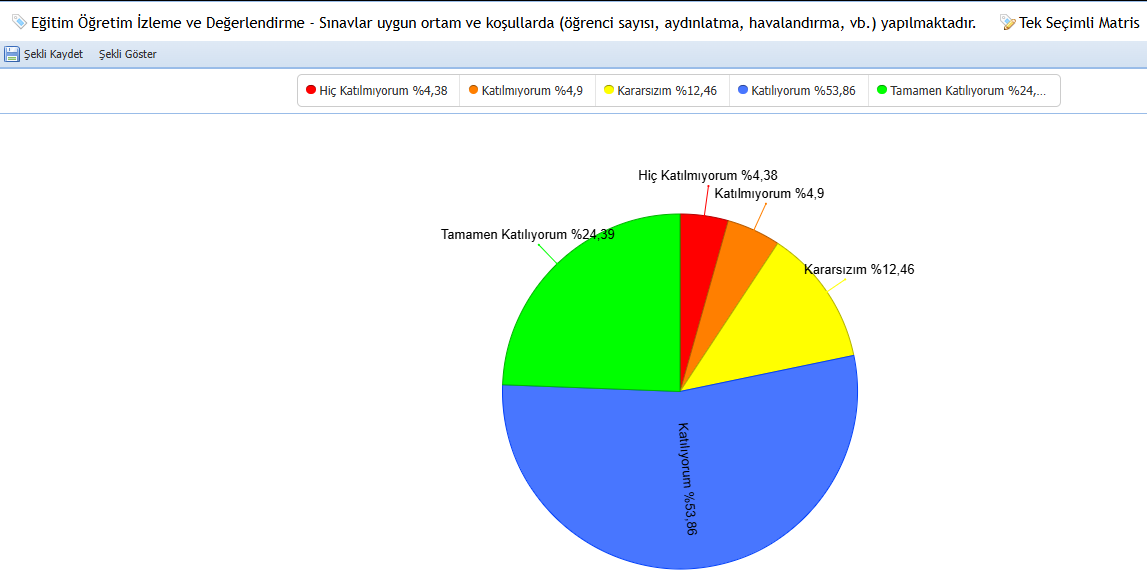 Eğitim Öğretim İzleme ve Değerlendirme - Sınavlar uygun ortam ve koşullarda (öğrenci sayısı, aydınlatma, havalandırma, vb.) yapılmaktadır. Tek Seçimli Matris
Şekli Kaydet Şekli Göster
Hiç Katılmıyorum %4,38 Katılmıyorum %4,9 Kararsızım %12,46 Katılıyorum %53,86 Tamamen Katılıyorum %24,...
Hiç Katılmıyorum %4,38
Katılmıyorum %4,9
Tamamen Katılıyorum %24,39
Kararsızım %12,46
Katılıyorum %53,86